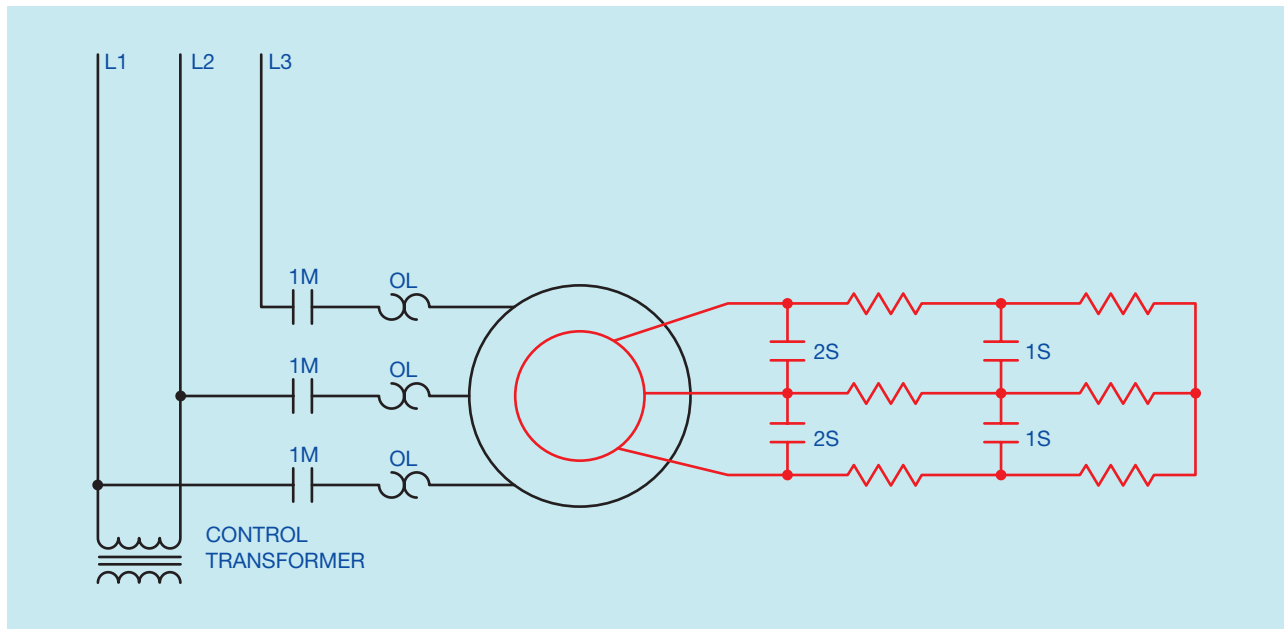 L1
L2
L3
1M
OL
1M
OL
2S
1S
1M
OL
2S
1S
CONTROL
TRANSFORMER